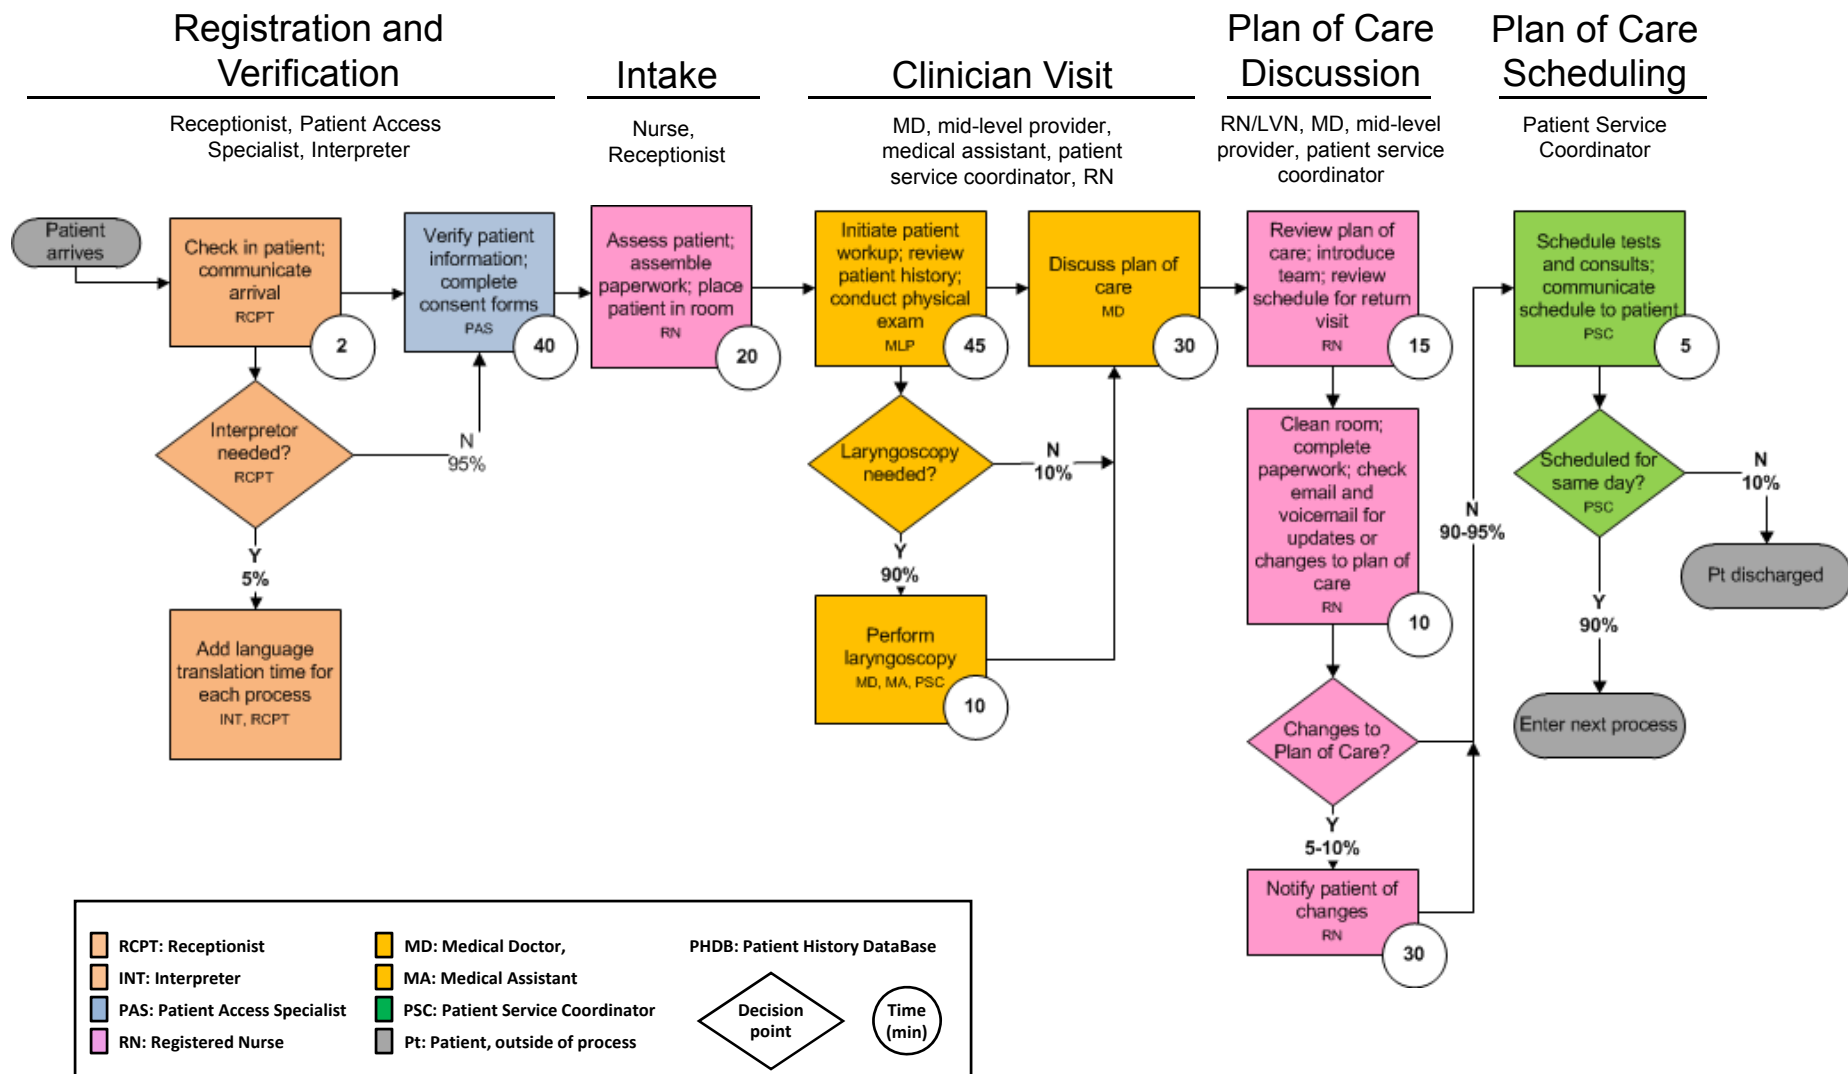 Registration and
Verification
Intake
Clinician Visit
Plan of Care
Discussion
Plan of Care
Scheduling
Receptionist, Patient Access
Specialist, Interpreter
Nurse,
Receptionist
MD, mid-level provider,
medical assistant, patient
service coordinator, RN
RN/LVN, MD, mid-level
provider, patient service
coordinator
Patient Service
Coordinator
Patient
arrives
Check in patient;
communicate
arrival
RCPT
2
Verify patient
information;
complete
consent forms
PAS
40
Assess patient;
assemble
paperwork; place
patient in room
RN
20
Initiate patient
workup; review
patient history;
conduct physical
exam
MLP
45
Discuss plan of
care
MD
30
Review plan of
care; introduce
team; review
schedule for return
visit
RN
15
Schedule tests
and consults;
communicate
schedule to patient
PSC
5
Interpretor
needed?
RCPT
N
95%
Y
5%
Add language
translation time for
each process
INT, RCPT
Laryngoscopy
needed?
N
10%
Y
90%
Perform
laryngoscopy
MD, MA, PSC
10
Clean room;
complete
paperwork; check
email and
voicemail for
updates or
changes to plan of
care
RN
10
Changes to
Plan of Care?
N
90-95%
Y
5-10%
Notify patient of
changes
RN
30
Scheduled for
same day?
PSC
N
10%
Pt discharged
Y
90%
Enter next process
RCPT: Receptionist
INT: Interpreter
PAS: Patient Access Specialist
RN: Registered Nurse
MD: Medical Doctor,
MA: Medical Assistant
PSC: Patient Service Coordinator
Pt: Patient, outside of process
PHDB: Patient History DataBase
Decision
point
Time
(min)